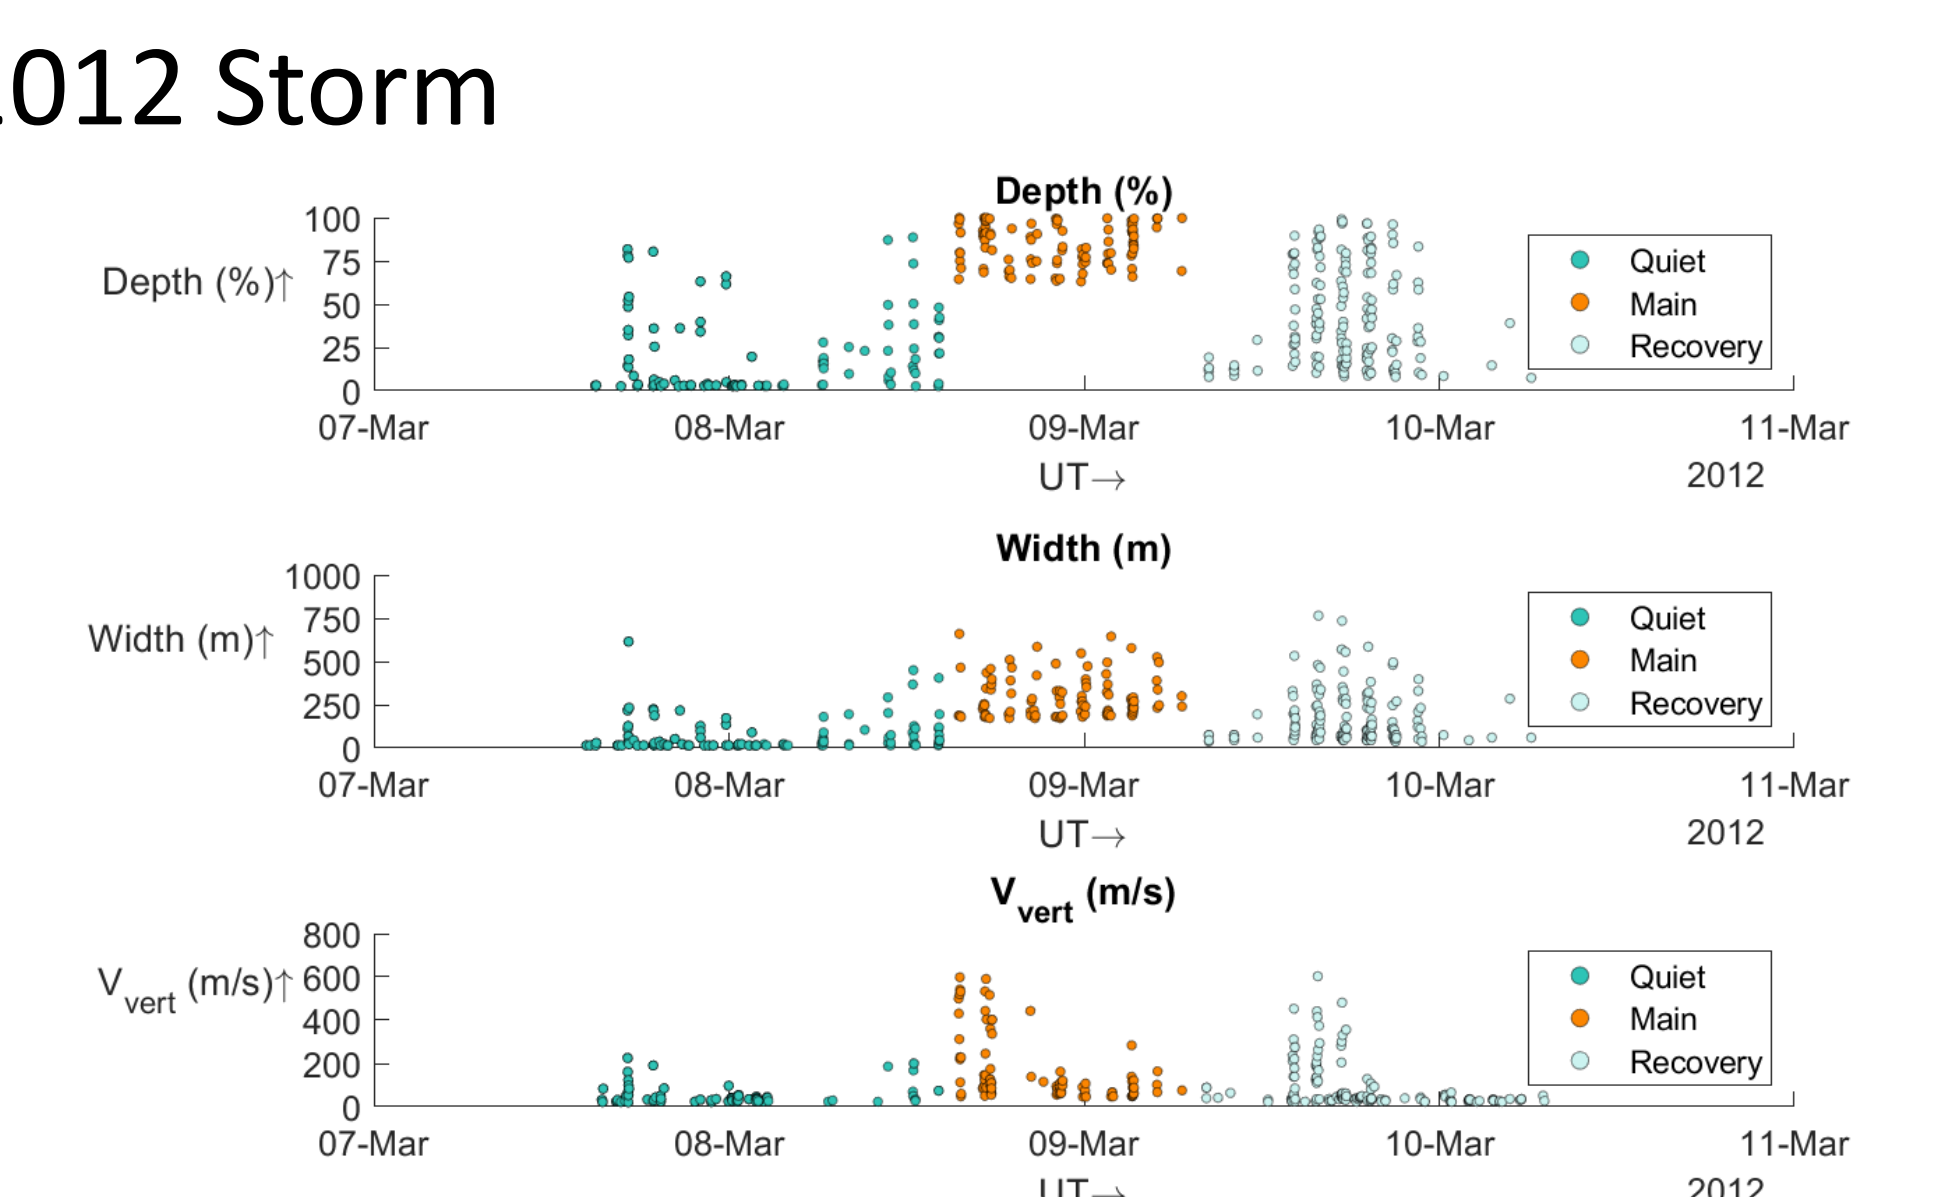 012 Storm
Depth (%)
Depth (%)↑
100
75
50
25
0
Quiet
Main
Recovery
07-Mar 08-Mar 09-Mar 10-Mar 11-Mar
UT→ 2012
Width (m)
Width (m)↑
1000
750
500
250
0
Quiet
Main
Recovery
07-Mar 08-Mar 09-Mar 10-Mar 11-Mar
UT→ 2012
Vvert (m/s)
Vvert (m/s)↑
800
600
400
200
0
Quiet
Main
Recovery
07-Mar 08-Mar 09-Mar 10-Mar 11-Mar
UT→ 2012